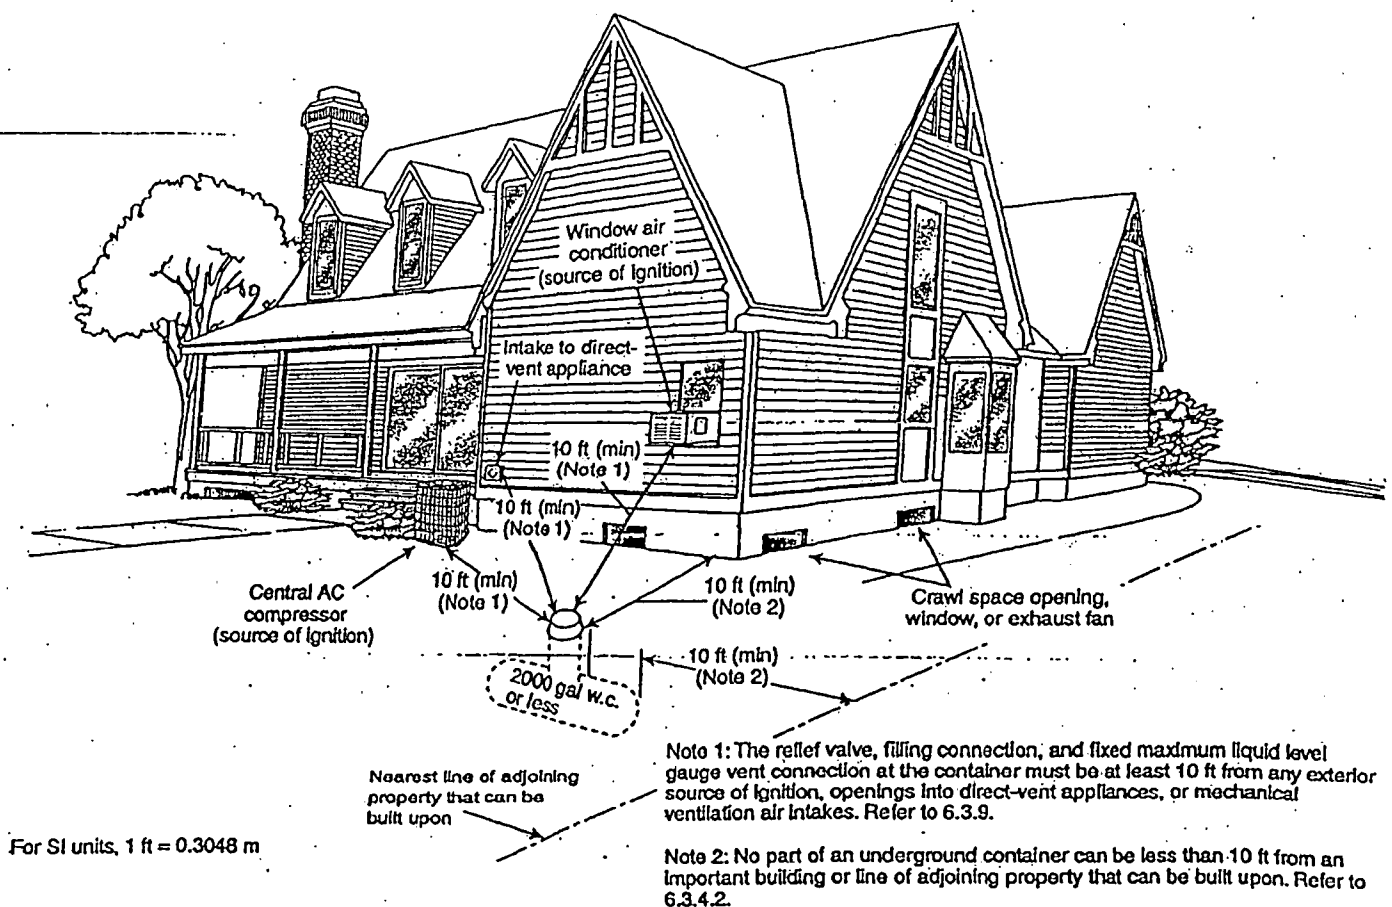 Window air
conditioner
(source of ignition)
Intake to direct-
vent appliance
10 ft (min)
(Note 1)
10 ft (min)
(Note 1)
10 ft (min)
(Note 1)
10 ft (min)
(Note 2)
Central AC
compressor
(source of ignition)
Crawl space opening,
window, or exhaust fan
10 ft (min)
(Note 2)
2000 gal w.c.
or less
Nearest line of adjoining
property that can be
built upon
Note 1: The relief valve, filling connection, and fixed maximum liquid level
gauge vent connection at the container must be at least 10 ft from any exterior
source of ignition, openings into direct-vent appliances, or mechanical
ventilation air intakes. Refer to 6.3.9.
For SI units, 1 ft = 0.3048 m
Note 2: No part of an underground container can be less than 10 ft from an
important building or line of adjoining property that can be built upon. Refer to
6.3.4.2.